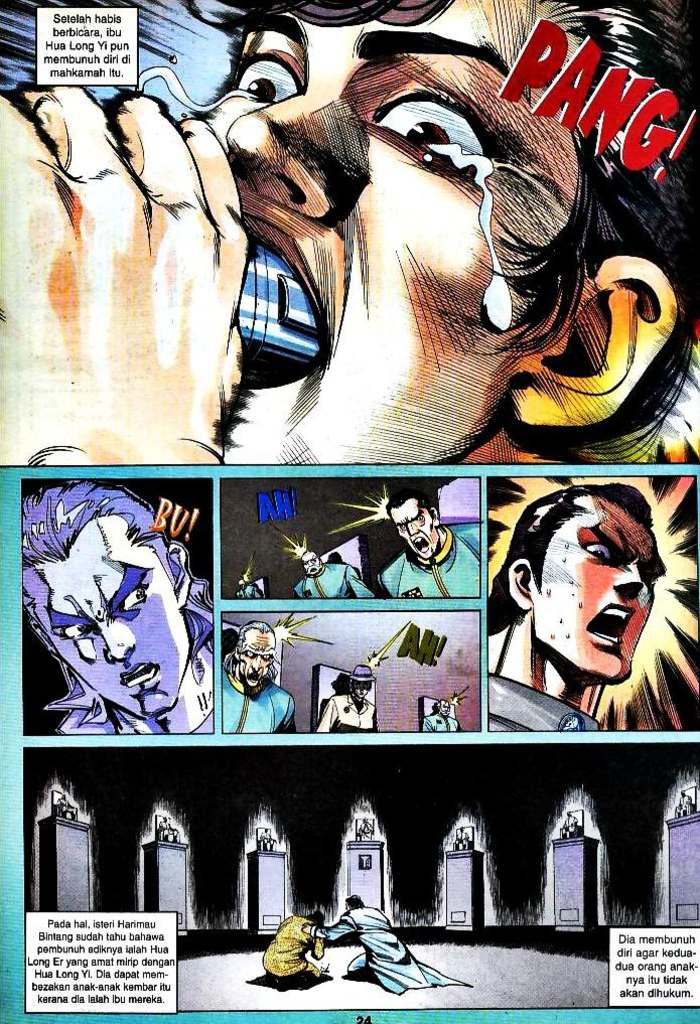 Setelah habis
berbicara, ibu
Hua Long Yi pun
membunuh diri di
mahkamah itu.
PANG!
BU!
AH!
AH!
Pada hal, isteri Harimau
Bintang sudah tahu bahawa
pembunuh adiknya ialah Hua
Long Er yang amat mirip dengan
Hua Long Yi. Dia dapat mem-
bezakan anak-anak kembar itu
kerana dia ialah ibu mereka.
Dia membunuh
diri agar kedua-
dua orang anak-
nya itu tidak
akan dihukum.
24